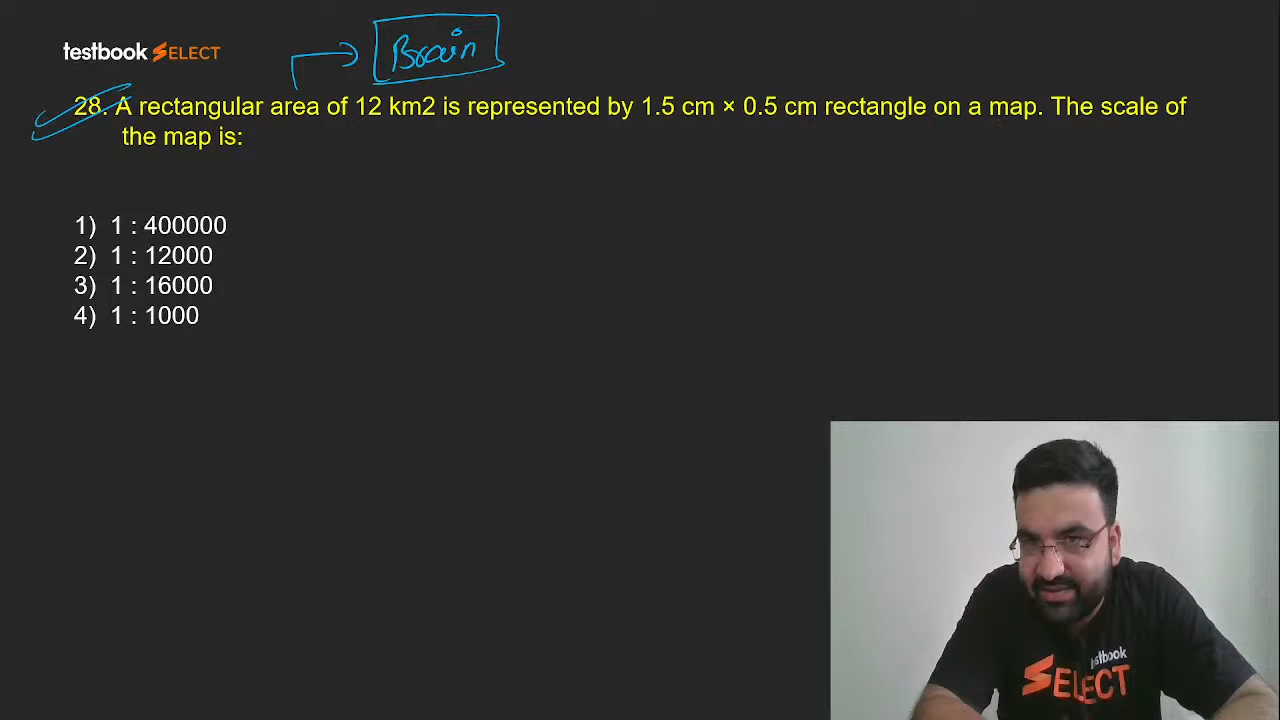 Brain
testbook SELECT
28. A rectangular area of 12 km2 is represented by 1.5 cm × 0.5 cm rectangle on a map. The scale of
the map is:
1) 1 : 400000
2) 1 : 12000
3) 1 : 16000
4) 1 : 1000
testbook
SELECT